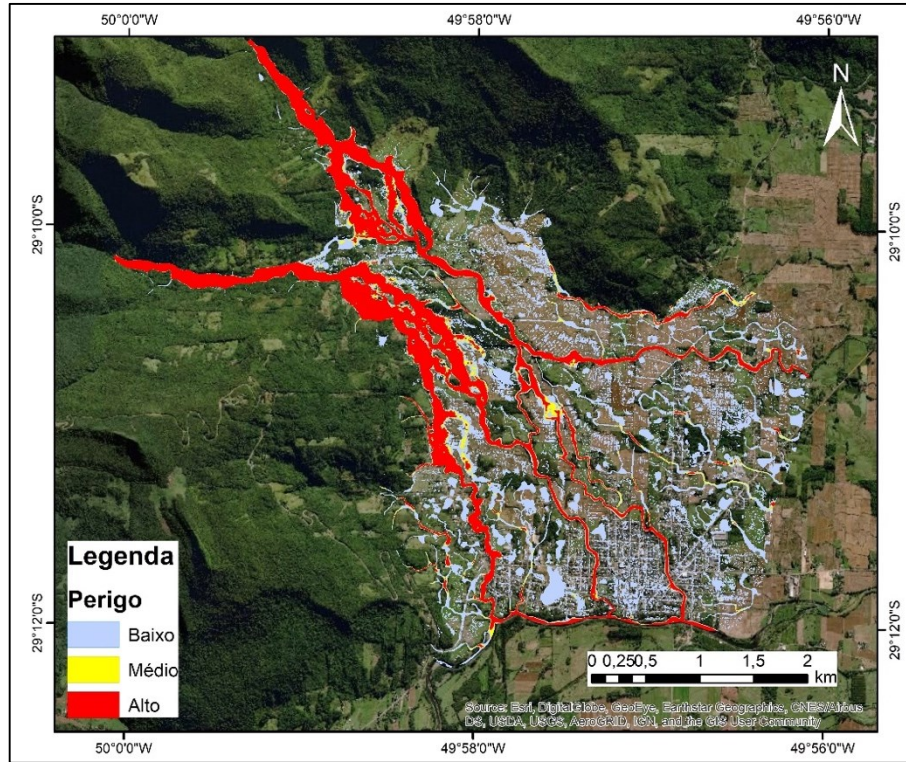 50°0'0"W 49°58'0"W 49°56'0"W
N
29°10'0"S 29°10'0"S
Legenda
Perigo
Baixo
Médio
Alto
29°12'0"S 29°12'0"S
0 0,25 0,5 1 1,5 2
km
Source: Esri, DigitalGlobe, GeoEye, Earthstar Geographics, CNES/Airbus
DS, USDA, USGS, AeroGRID, IGN, and the GIS User Community
50°0'0"W 49°58'0"W 49°56'0"W